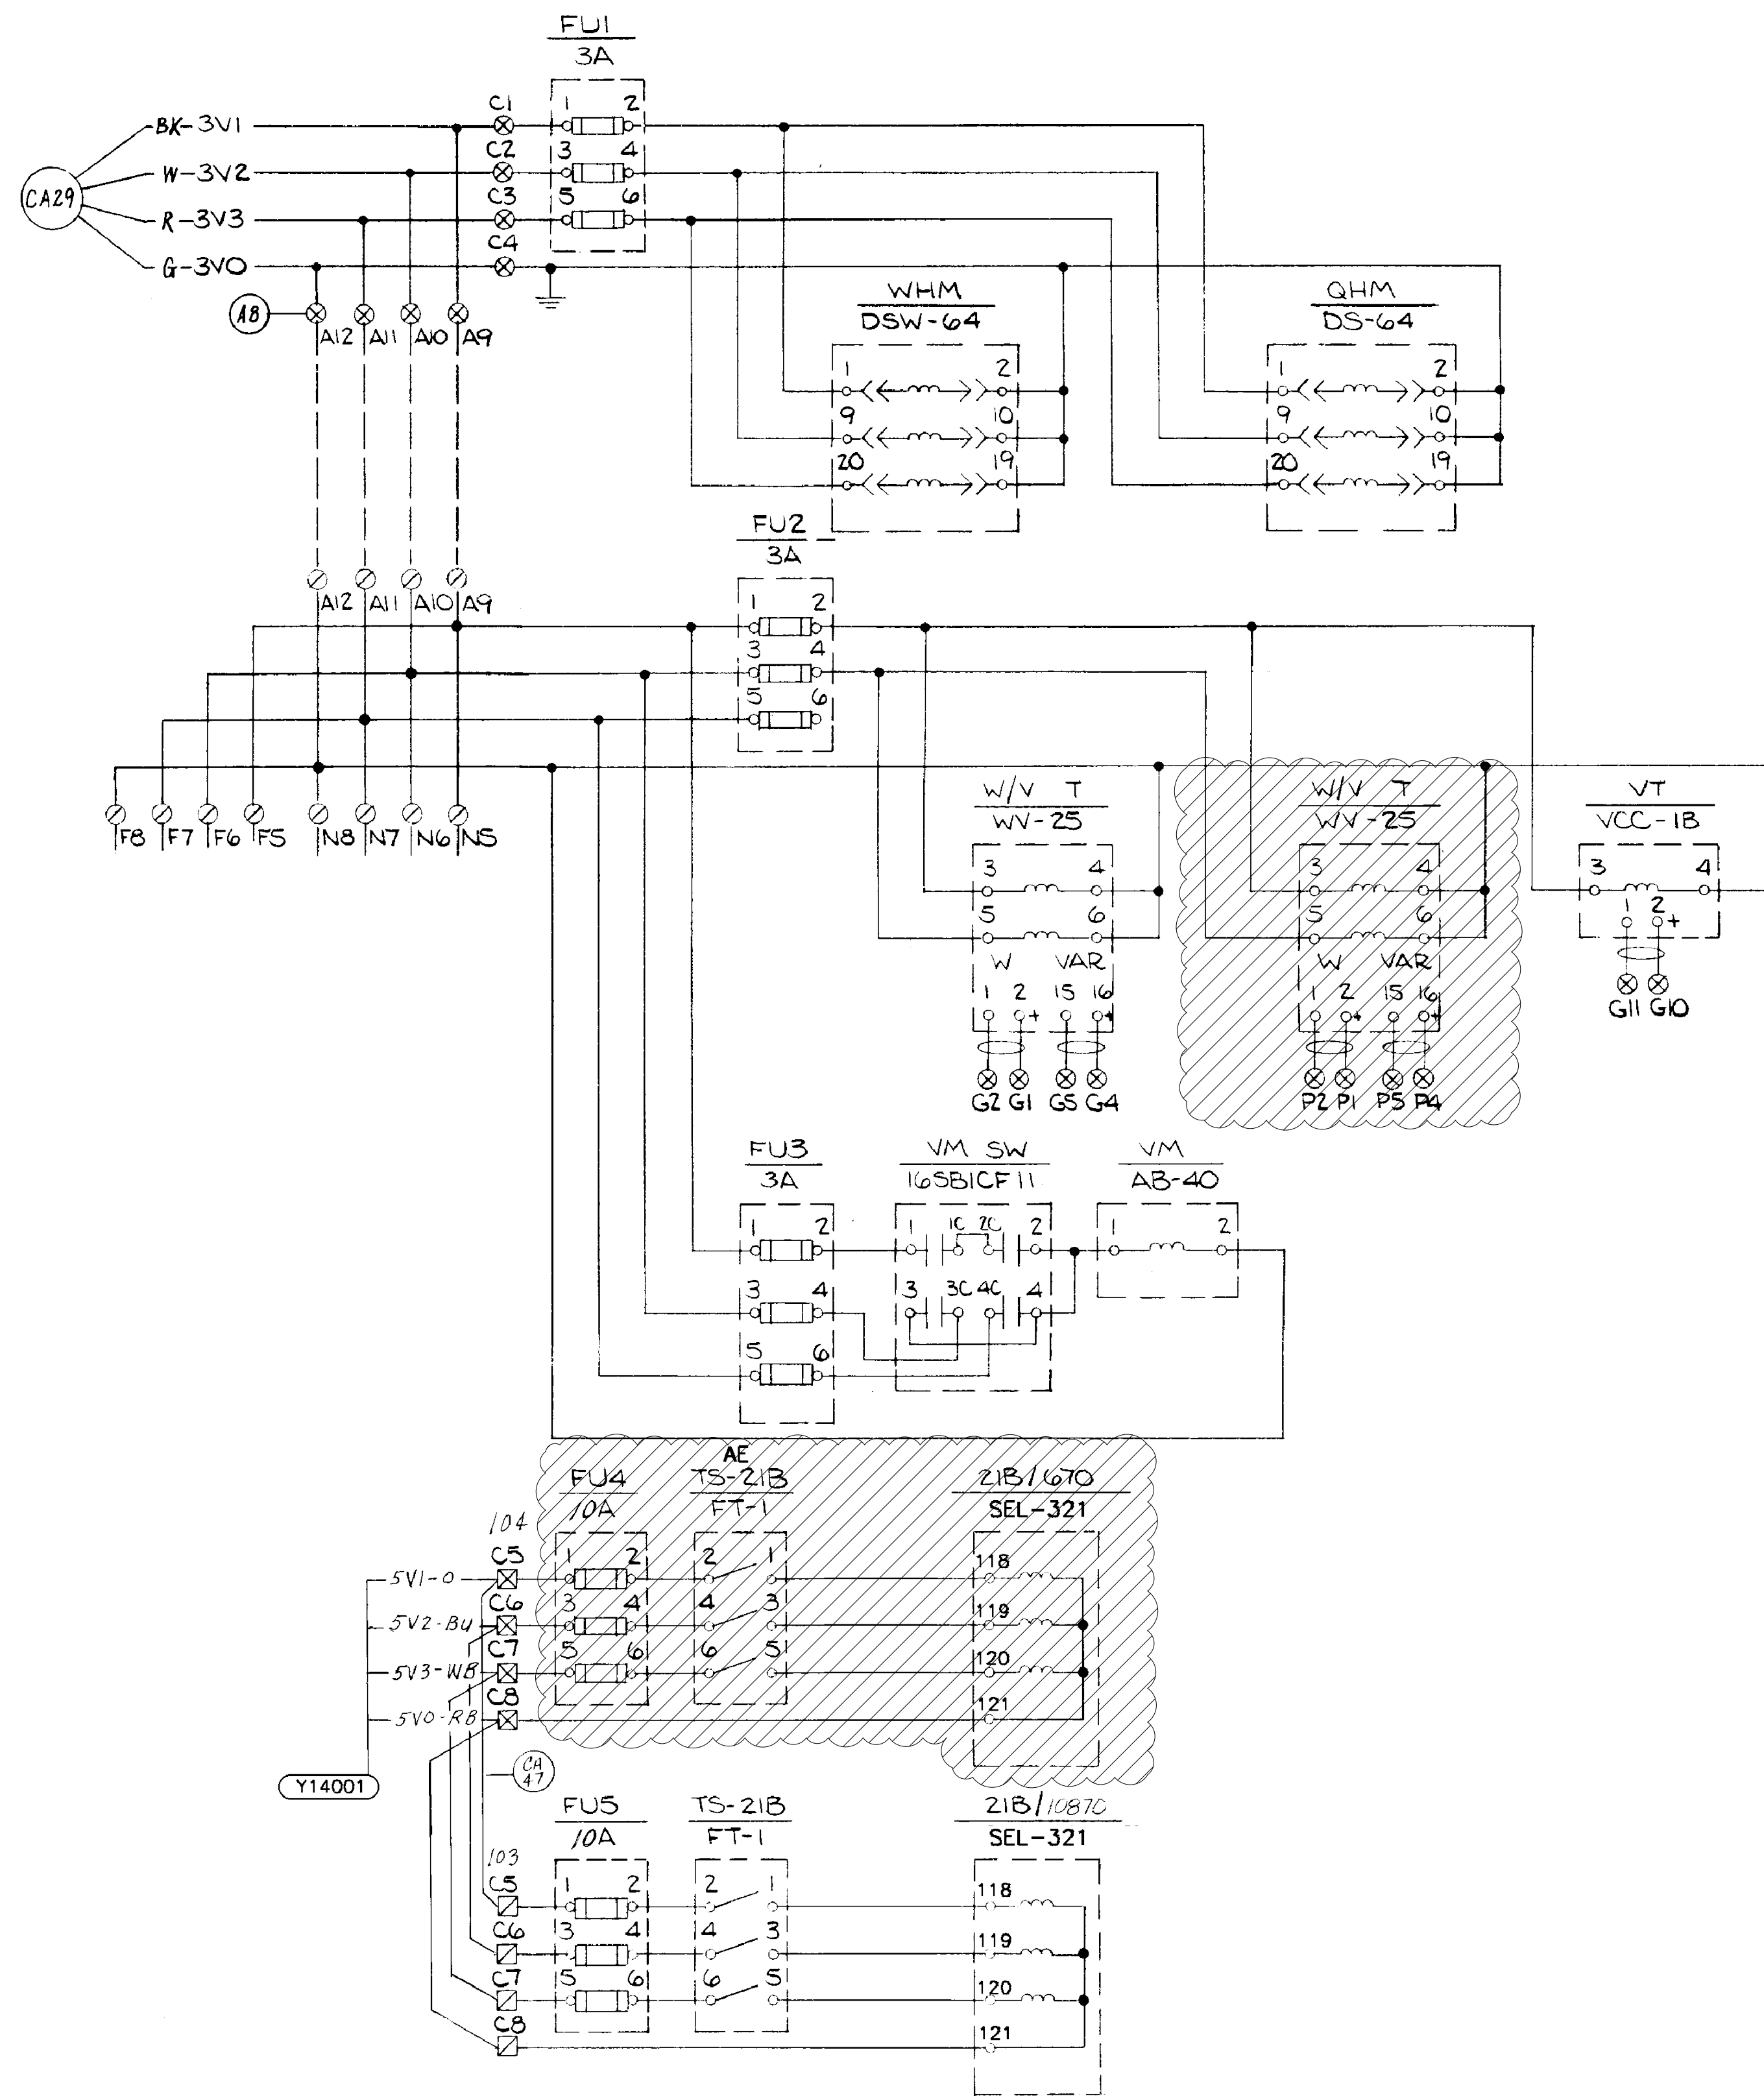 FU1
3A
C1 1 2
BK-3V1
C2 3 4
W-3V2
CA29
C3 5 6
R-3V3
C4
G-3V0
WHM QHM
DSW-64 DS-64
A8
A12 A11 A10 A9
1 2 1 2
9 10 9 10
20 19 20 19
FU2
3A
A12 A11 A10 A9
1 2
3 4
5 6
W/V T W/V T VT
WV-25 WV-25 VCC-1B
F8 F7 F6 F5 N8 N7 N6 N5
3 4 3 4 3 4
5 6 5 6 1 2 +
W VAR W VAR
1 2 15 16 1 2 15 16
+ + + +
G11 G10
G2 G1 G5 G4 P2 P1 P5 P4
FU3 VM SW VM
3A 16SB1CF11 AB-40
1 2 1 1C 2C 2 1 2
3 4 3 3C 4C 4
5 6
AE
FU4 TS-21B 21B/670
10A FT-1 SEL-321
104
C5 1 2 2 1 118
5V1-O
C6 3 4 4 3 119
5V2-BU
C7 5 6 6 5 120
5V3-WB
C8 121
5V0-RB
CA
47
Y14001
FU5 TS-21B 21B/10870
10A FT-1 SEL-321
103
C5 1 2 2 1 118
C6 3 4 4 3 119
C7 5 6 6 5 120
C8 121